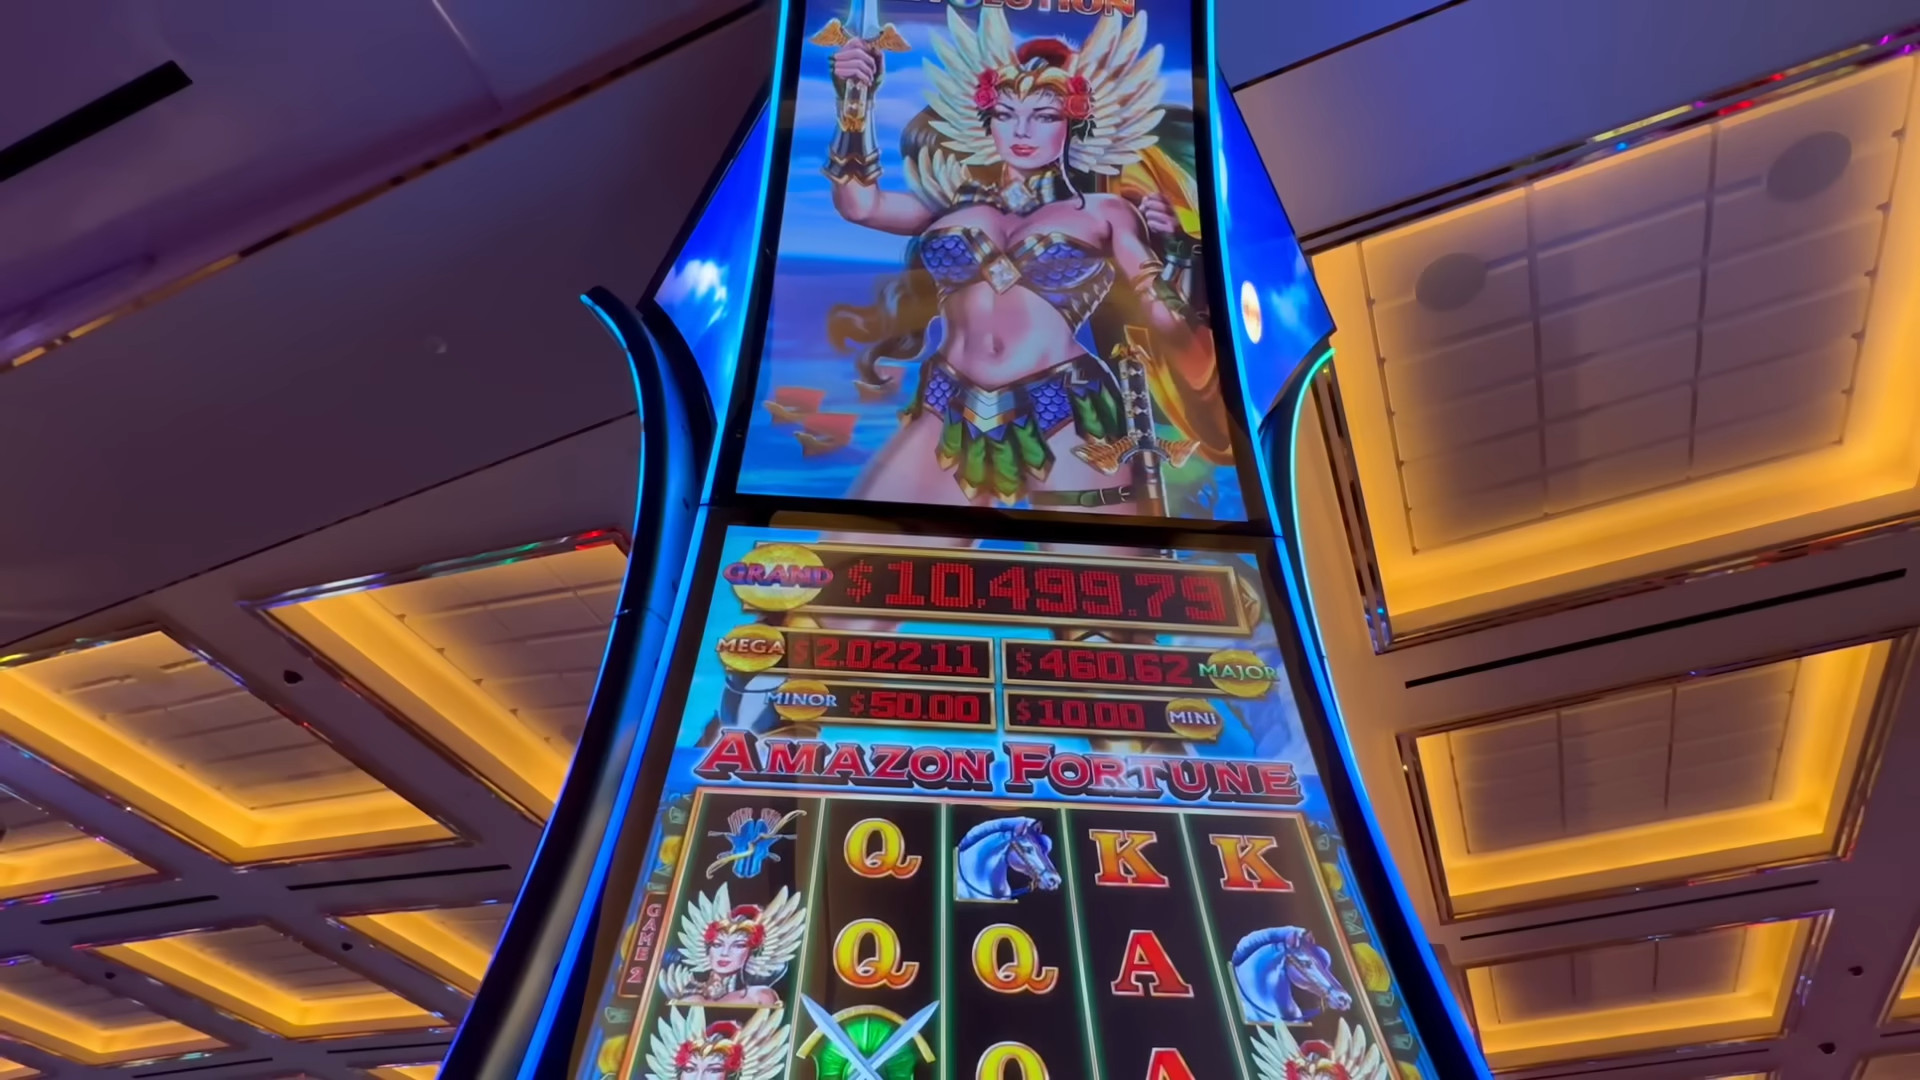 GRAND $10,499.79
MEGA $2,022.11 $460.62 MAJOR
MINOR $50.00 $10.00 MINI
AMAZON FORTUNE
Q K K
GAME 2
Q Q A
Q A